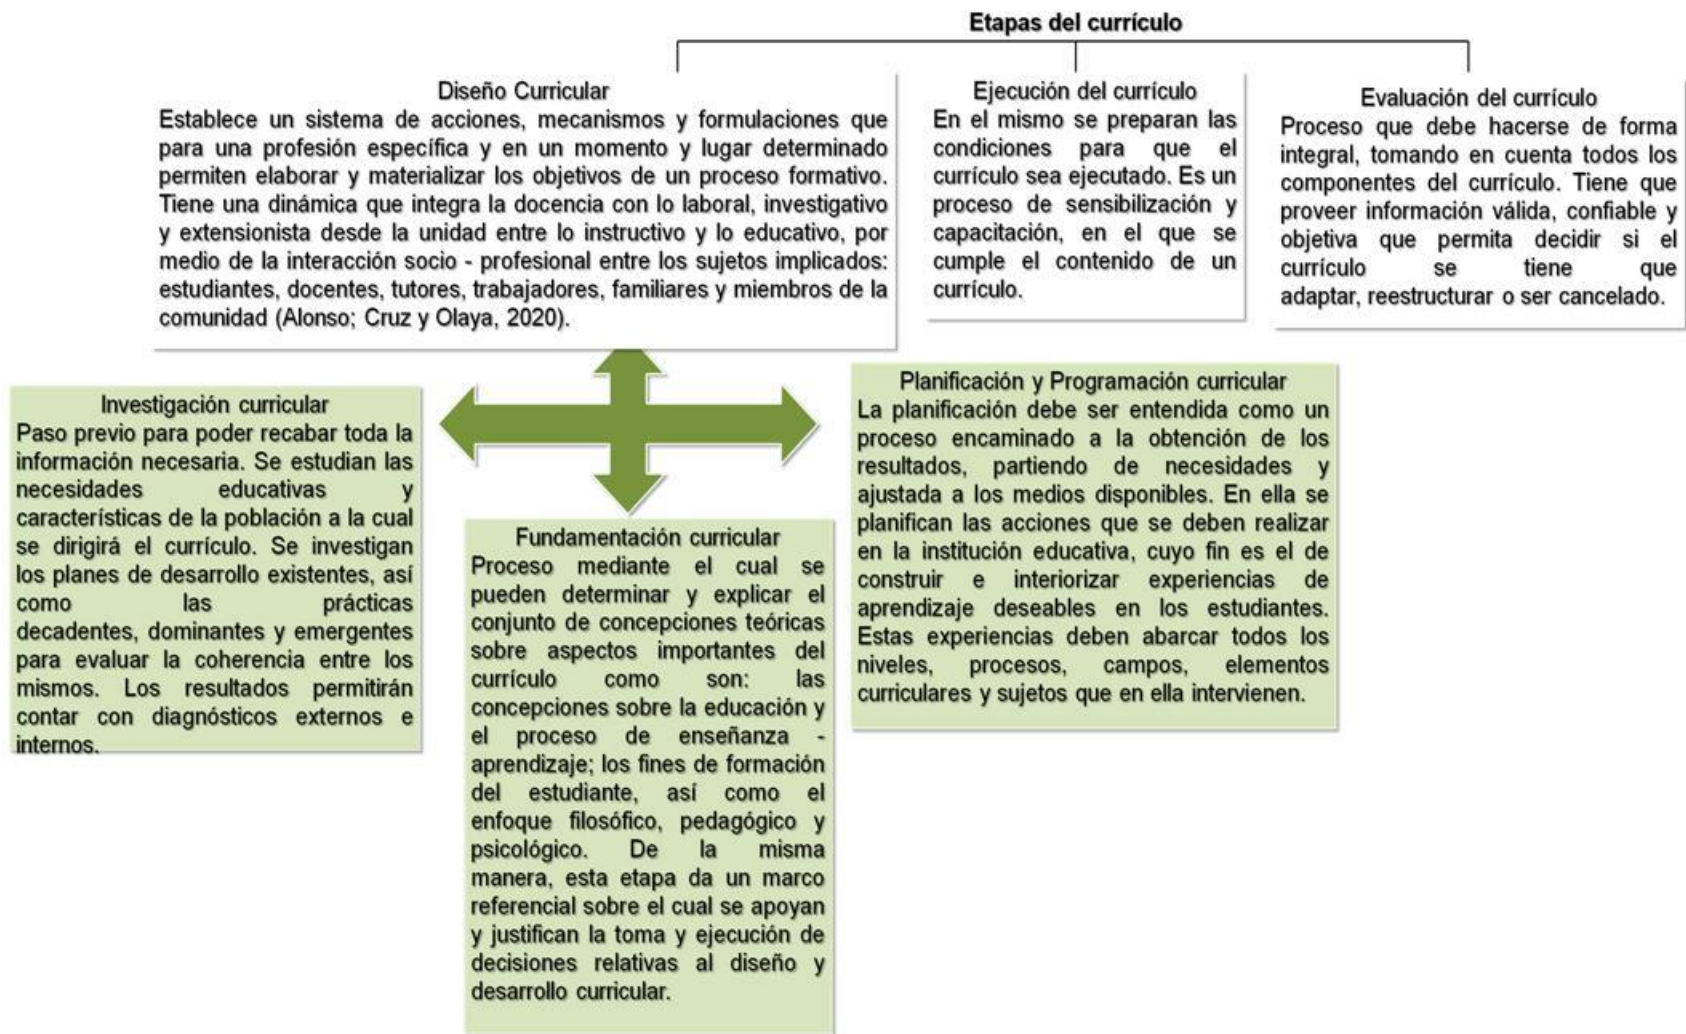 Etapas del currículo
Diseño Curricular
Establece un sistema de acciones, mecanismos y formulaciones que
para una profesión específica y en un momento y lugar determinado
permiten elaborar y materializar los objetivos de un proceso formativo.
Tiene una dinámica que integra la docencia con lo laboral, investigativo
y extensionista desde la unidad entre lo instructivo y lo educativo, por
medio de la interacción socio - profesional entre los sujetos implicados:
estudiantes, docentes, tutores, trabajadores, familiares y miembros de la
comunidad (Alonso; Cruz y Olaya, 2020).
Ejecución del currículo
En el mismo se preparan las
condiciones para que el
currículo sea ejecutado. Es un
proceso de sensibilización y
capacitación, en el que se
cumple el contenido de un
currículo.
Evaluación del currículo
Proceso que debe hacerse de forma
integral, tomando en cuenta todos los
componentes del currículo. Tiene que
proveer información válida, confiable y
objetiva que permita decidir si el
currículo se tiene que
adaptar, reestructurar o ser cancelado.
Investigación curricular
Paso previo para poder recabar toda la
información necesaria. Se estudian las
necesidades educativas y
características de la población a la cual
se dirigirá el currículo. Se investigan
los planes de desarrollo existentes, así
como las prácticas
decadentes, dominantes y emergentes
para evaluar la coherencia entre los
mismos. Los resultados permitirán
contar con diagnósticos externos e
internos.
Fundamentación curricular
Proceso mediante el cual se
pueden determinar y explicar el
conjunto de concepciones teóricas
sobre aspectos importantes del
currículo como son: las
concepciones sobre la educación y
el proceso de enseñanza -
aprendizaje; los fines de formación
del estudiante, así como el
enfoque filosófico, pedagógico y
psicológico. De la misma
manera, esta etapa da un marco
referencial sobre el cual se apoyan
y justifican la toma y ejecución de
decisiones relativas al diseño y
desarrollo curricular.
Planificación y Programación curricular
La planificación debe ser entendida como un
proceso encaminado a la obtención de los
resultados, partiendo de necesidades y
ajustada a los medios disponibles. En ella se
planifican las acciones que se deben realizar
en la institución educativa, cuyo fin es el de
construir e interiorizar experiencias de
aprendizaje deseables en los estudiantes.
Estas experiencias deben abarcar todos los
niveles, procesos, campos, elementos
curriculares y sujetos que en ella intervienen.